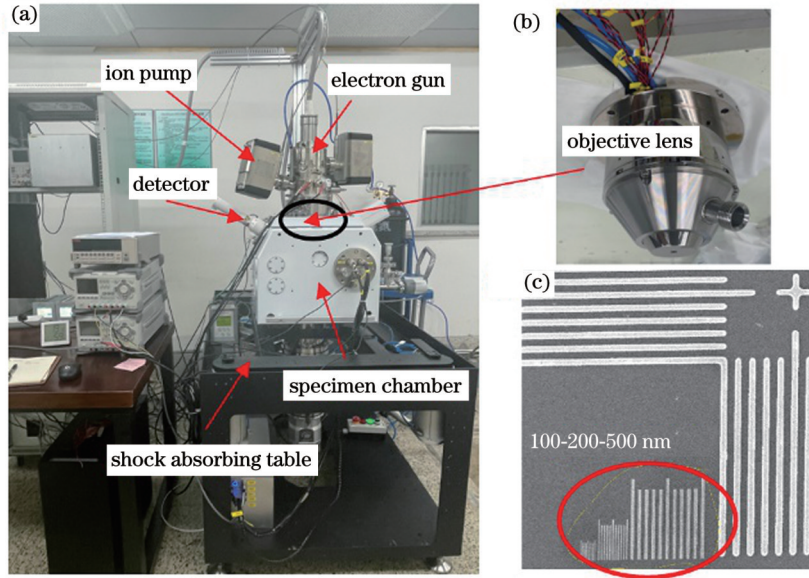 (a)
ion pump
electron gun
detector
specimen chamber
shock absorbing table
(b)
objective lens
(c)
100-200-500 nm